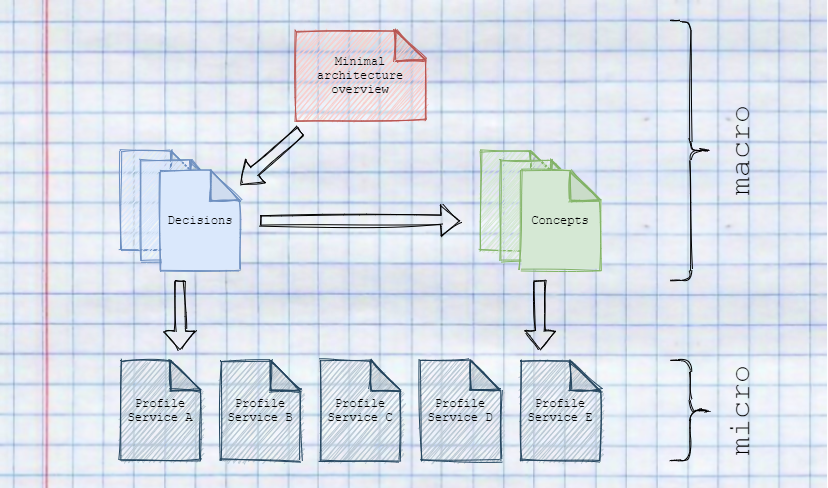 Minimal
architecture
overview
Decisions
Concepts
macro
Profile
Service A
Profile
Service B
Profile
Service C
Profile
Service D
Profile
Service E
micro